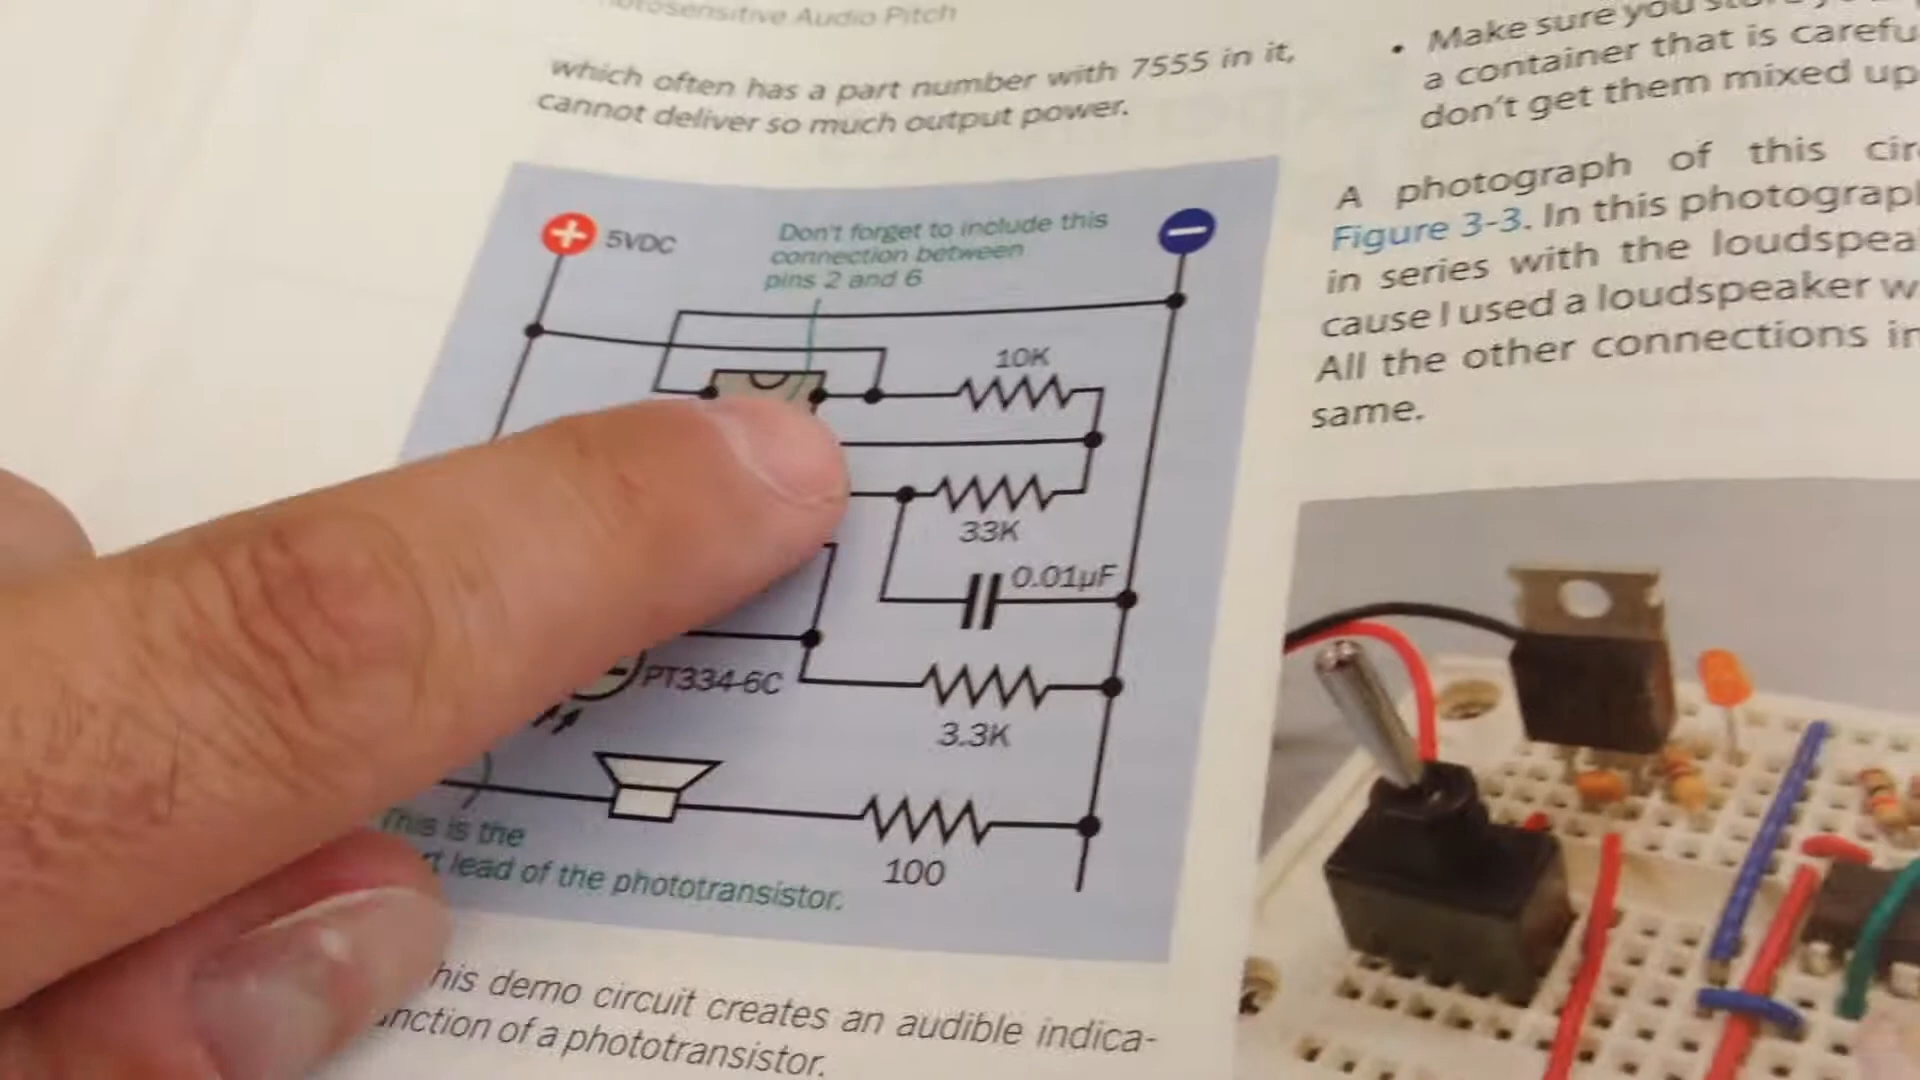 Photosensitive Audio Pitch
which often has a part number with 7555 in it,
cannot deliver so much output power.
5VDC
Don't forget to include this
connection between
pins 2 and 6
10K
33K
0.01µF
PT334-6C
3.3K
100
This is the
lead of the phototransistor.
his demo circuit creates an audible indica-
nction of a phototransistor.
• Make sure you
a container that is carefu
don't get them mixed up
A photograph of this cir
Figure 3-3. In this photograp
in series with the loudspea
cause I used a loudspeaker w
All the other connections in
same.